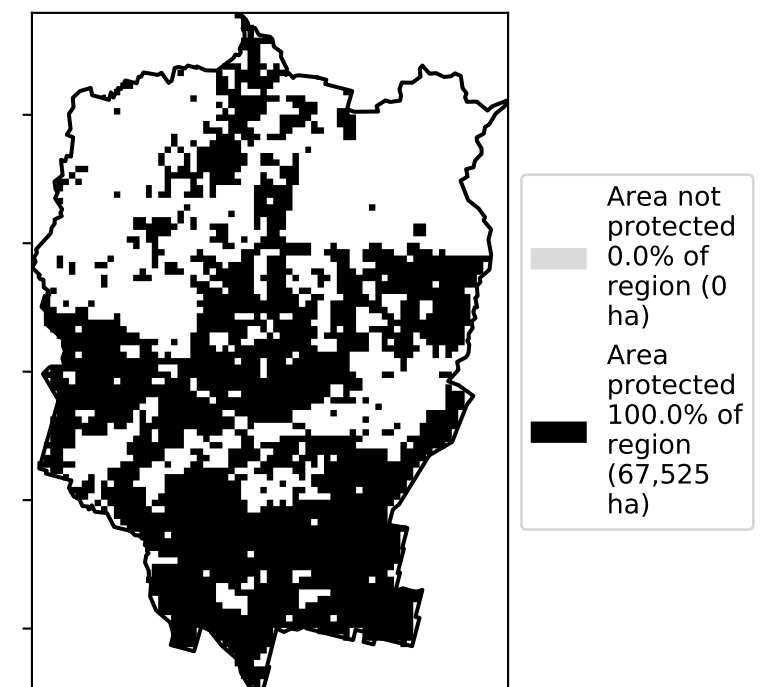 Area not
protected
0.0% of
region (0
ha)
Area
protected
100.0% of
region
(67,525
ha)